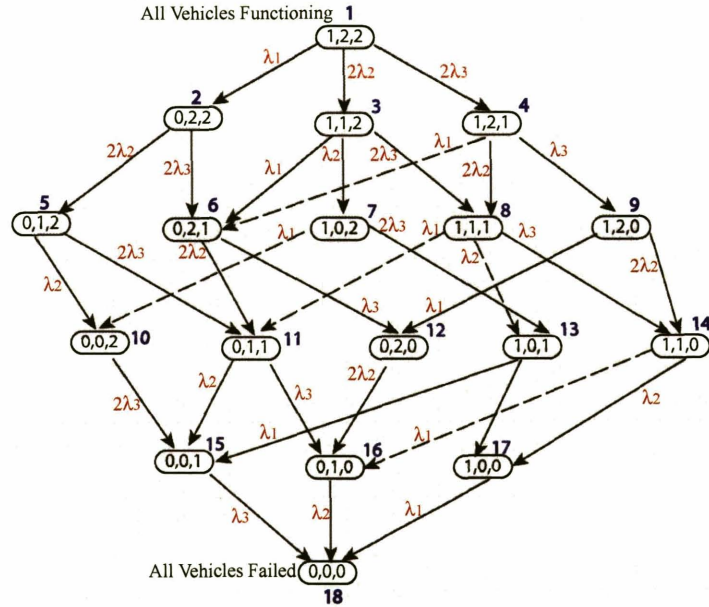 All Vehicles Functioning 1
1,2,2
λ1 2λ2 2λ3
2 3 4
0,2,2 1,1,2 1,2,1
2λ2 2λ3 λ1 λ2 2λ3 λ1 2λ2 λ3
5 6 7 8 9
0,1,2 0,2,1 1,0,2 1,1,1 1,2,0
λ2 2λ3 2λ2 λ1 2λ3 λ1 λ2 λ3 2λ2
λ3 λ1
10 11 12 13 14
0,0,2 0,1,1 0,2,0 1,0,1 1,1,0
2λ3 λ2 λ3 2λ2 λ1 λ1 λ2
15 16 17
0,0,1 0,1,0 1,0,0
λ3 λ2 λ1
All Vehicles Failed 0,0,0
18